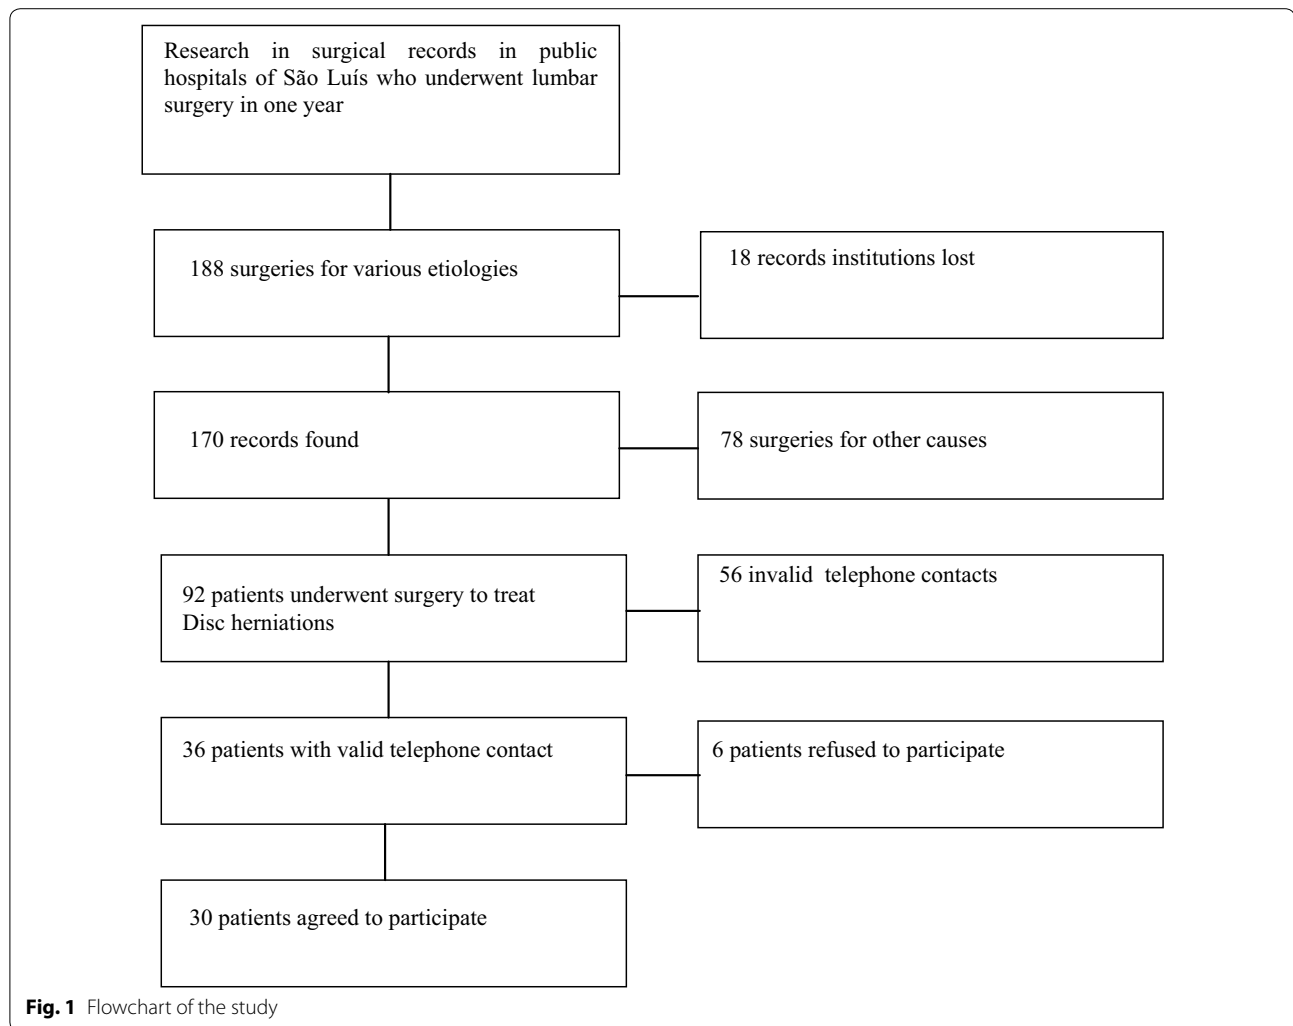 Research in surgical records in public
hospitals of São Luís who underwent lumbar
surgery in one year
188 surgeries for various etiologies
18 records institutions lost
170 records found
78 surgeries for other causes
92 patients underwent surgery to treat
Disc herniations
56 invalid telephone contacts
36 patients with valid telephone contact
6 patients refused to participate
30 patients agreed to participate
Fig. 1 Flowchart of the study